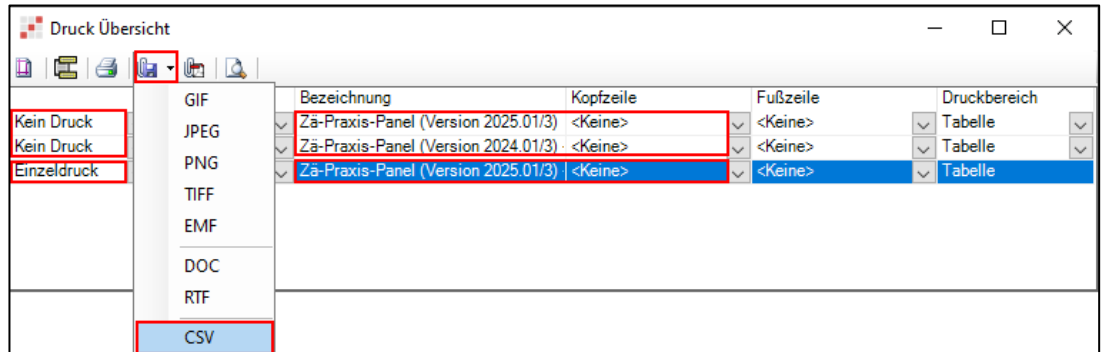 Druck Übersicht
Bezeichnung Kopfzeile Fußzeile Druckbereich
Kein Druck Zä-Praxis-Panel (Version 2025.01/3) <Keine> <Keine> Tabelle
Kein Druck Zä-Praxis-Panel (Version 2024.01/3) - <Keine> <Keine> Tabelle
Einzeldruck Zä-Praxis-Panel (Version 2025.01/3) - <Keine> <Keine> Tabelle
GIF
JPEG
PNG
TIFF
EMF
DOC
RTF
CSV